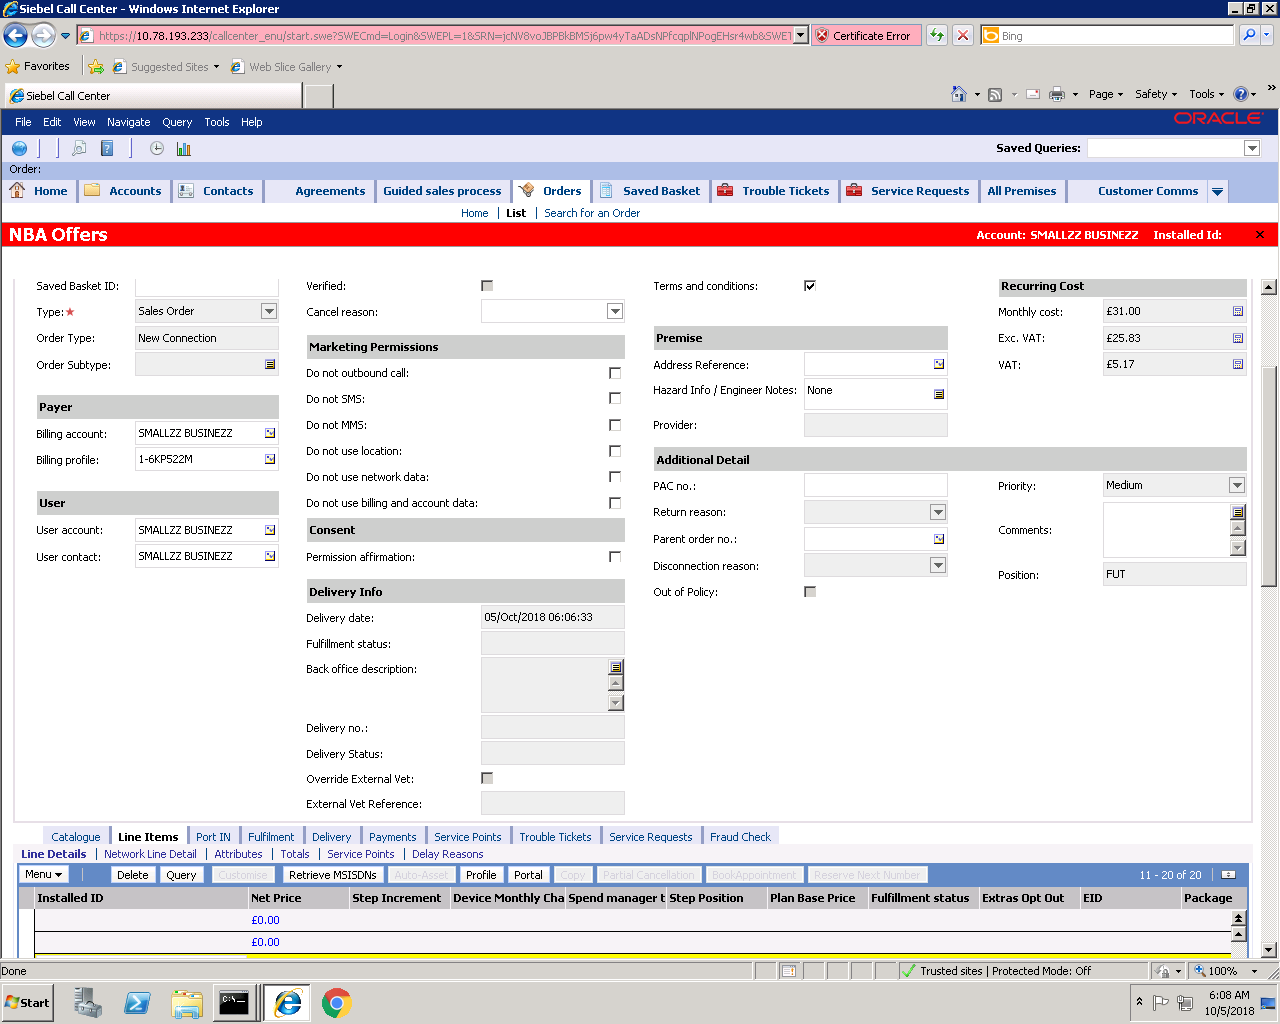 Siebel Call Center - Windows Internet Explorer
https://10.78.193.233/callcenter_enu/start.swe?SWECmd=Login&SWEPL=1&SRN=
Certificate Error
Bing
Favorites
Suggested Sites
Web Slice Gallery
Siebel Call Center
Page
Safety
Tools
File Edit View Navigate Query Tools Help
ORACLE
Saved Queries:
Order:
Home Accounts Contacts Agreements Guided sales process Orders Saved Basket Trouble Tickets Service Requests All Premises Customer Comms
Home | List | Search for an Order
NBA Offers
Account: SMALLZZ BUSINEZZ Installed Id:
Saved Basket ID:
Type:★ Sales Order
Order Type: New Connection
Order Subtype:
Payer
Billing account: SMALLZZ BUSINEZZ
Billing profile: 1-6KP522M
User
User account: SMALLZZ BUSINEZZ
User contact: SMALLZZ BUSINEZZ
Verified:
Cancel reason:
Marketing Permissions
Do not outbound call:
Do not SMS:
Do not MMS:
Do not use location:
Do not use network data:
Do not use billing and account data:
Consent
Permission affirmation:
Delivery Info
Delivery date: 05/Oct/2018 06:06:33
Fulfillment status:
Back office description:
Delivery no.:
Delivery Status:
Override External Vet:
External Vet Reference:
Terms and conditions:
Premise
Address Reference:
Hazard Info / Engineer Notes: None
Provider:
Additional Detail
PAC no.:
Return reason:
Parent order no.:
Disconnection reason:
Out of Policy:
Recurring Cost
Monthly cost: £31.00
Exc. VAT: £25.83
VAT: £5.17
Priority: Medium
Comments:
Position: FUT
Catalogue Line Items Port IN Fulfilment Delivery Payments Service Points Trouble Tickets Service Requests Fraud Check
Line Details | Network Line Detail | Attributes | Totals | Service Points | Delay Reasons
Menu Delete Query Customise Retrieve MSISDNs Auto-Asset Profile Portal Copy Partial Cancellation BookAppointment Reserve Next Number 11 - 20 of 20
Installed ID Net Price Step Increment Device Monthly Cha Spend manager t Step Position Plan Base Price Fulfillment status Extras Opt Out EID Package
£0.00
£0.00
Done
Trusted sites | Protected Mode: Off
100%
Start
C:\.
6:08 AM
10/5/2018